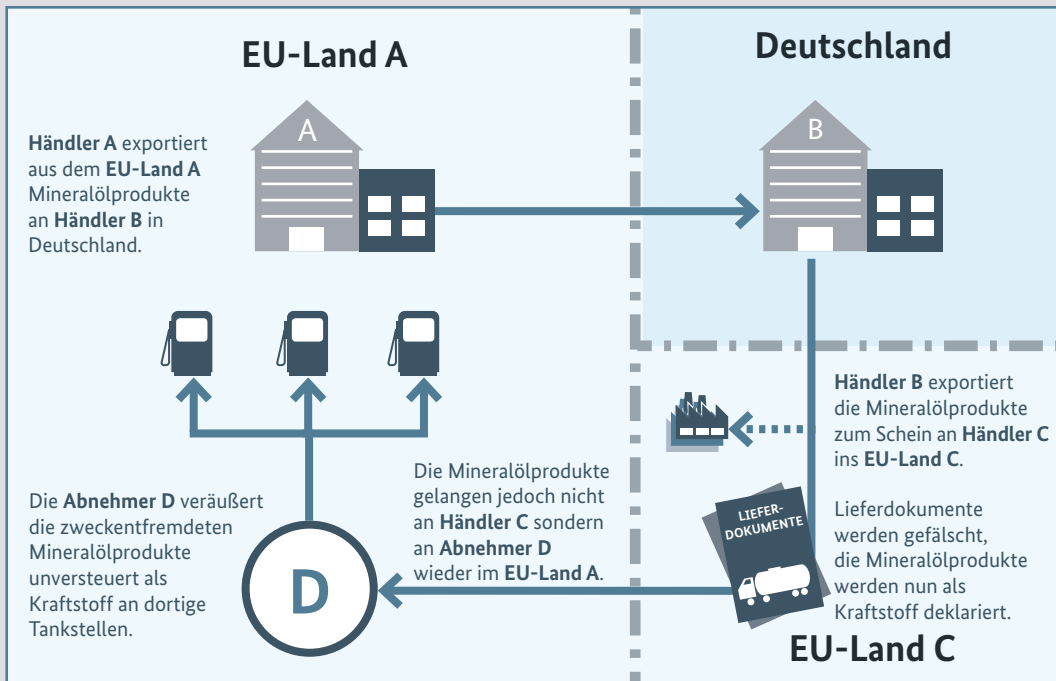 EU-Land A
Deutschland
Händler A exportiert
aus dem EU-Land A
Mineralölprodukte
an Händler B in
Deutschland.
A
B
Händler B exportiert
die Mineralölprodukte
zum Schein an Händler C
ins EU-Land C.
Lieferdokumente
werden gefälscht,
die Mineralölprodukte
werden nun als
Kraftstoff deklariert.
LIEFER-
DOKUMENTE
EU-Land C
Die Mineralölprodukte
gelangen jedoch nicht
an Händler C sondern
an Abnehmer D
wieder im EU-Land A.
D
Die Abnehmer D veräußert
die zweckentfremdeten
Mineralölprodukte
unversteuert als
Kraftstoff an dortige
Tankstellen.